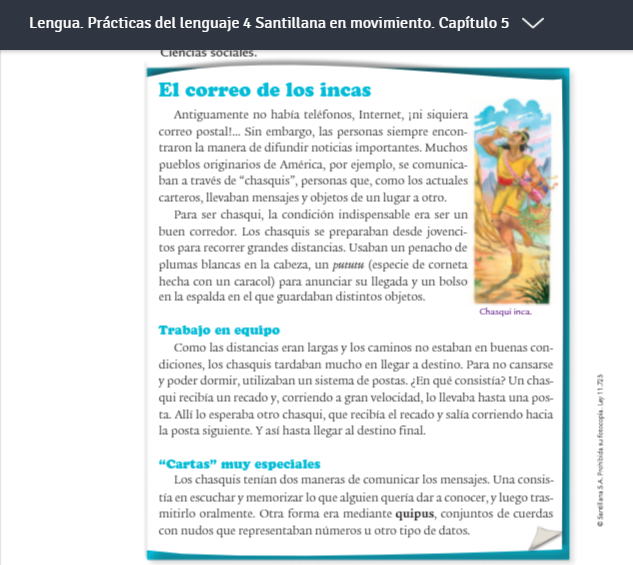 Lengua. Prácticas del lenguaje 4 Santillana en movimiento. Capítulo 5
Ciencias sociales.
El correo de los incas
Antiguamente no había teléfonos, Internet, ¡ni siquiera
correo postal!... Sin embargo, las personas siempre encon-
traron la manera de difundir noticias importantes. Muchos
pueblos originarios de América, por ejemplo, se comunica-
ban a través de “chasquis”, personas que, como los actuales
carteros, llevaban mensajes y objetos de un lugar a otro.
Para ser chasqui, la condición indispensable era ser un
buen corredor. Los chasquis se preparaban desde jovenci-
tos para recorrer grandes distancias. Usaban un penacho de
plumas blancas en la cabeza, un pututu (especie de corneta
hecha con un caracol) para anunciar su llegada y un bolso
en la espalda en el que guardaban distintos objetos.
Chasqui inca.
Trabajo en equipo
Como las distancias eran largas y los caminos no estaban en buenas con-
diciones, los chasquis tardaban mucho en llegar a destino. Para no cansarse
y poder dormir, utilizaban un sistema de postas. ¿En qué consistía? Un chas-
qui recibía un recado y, corriendo a gran velocidad, lo llevaba hasta una pos-
ta. Allí lo esperaba otro chasqui, que recibía el recado y salía corriendo hacia
la posta siguiente. Y así hasta llegar al destino final.
“Cartas” muy especiales
Los chasquis tenían dos maneras de comunicar los mensajes. Una consis-
tía en escuchar y memorizar lo que alguien quería dar a conocer, y luego tras-
mitirlo oralmente. Otra forma era mediante quipus, conjuntos de cuerdas
con nudos que representaban números u otro tipo de datos.
© Santillana S.A. Prohibida su fotocopia. Ley 11.723